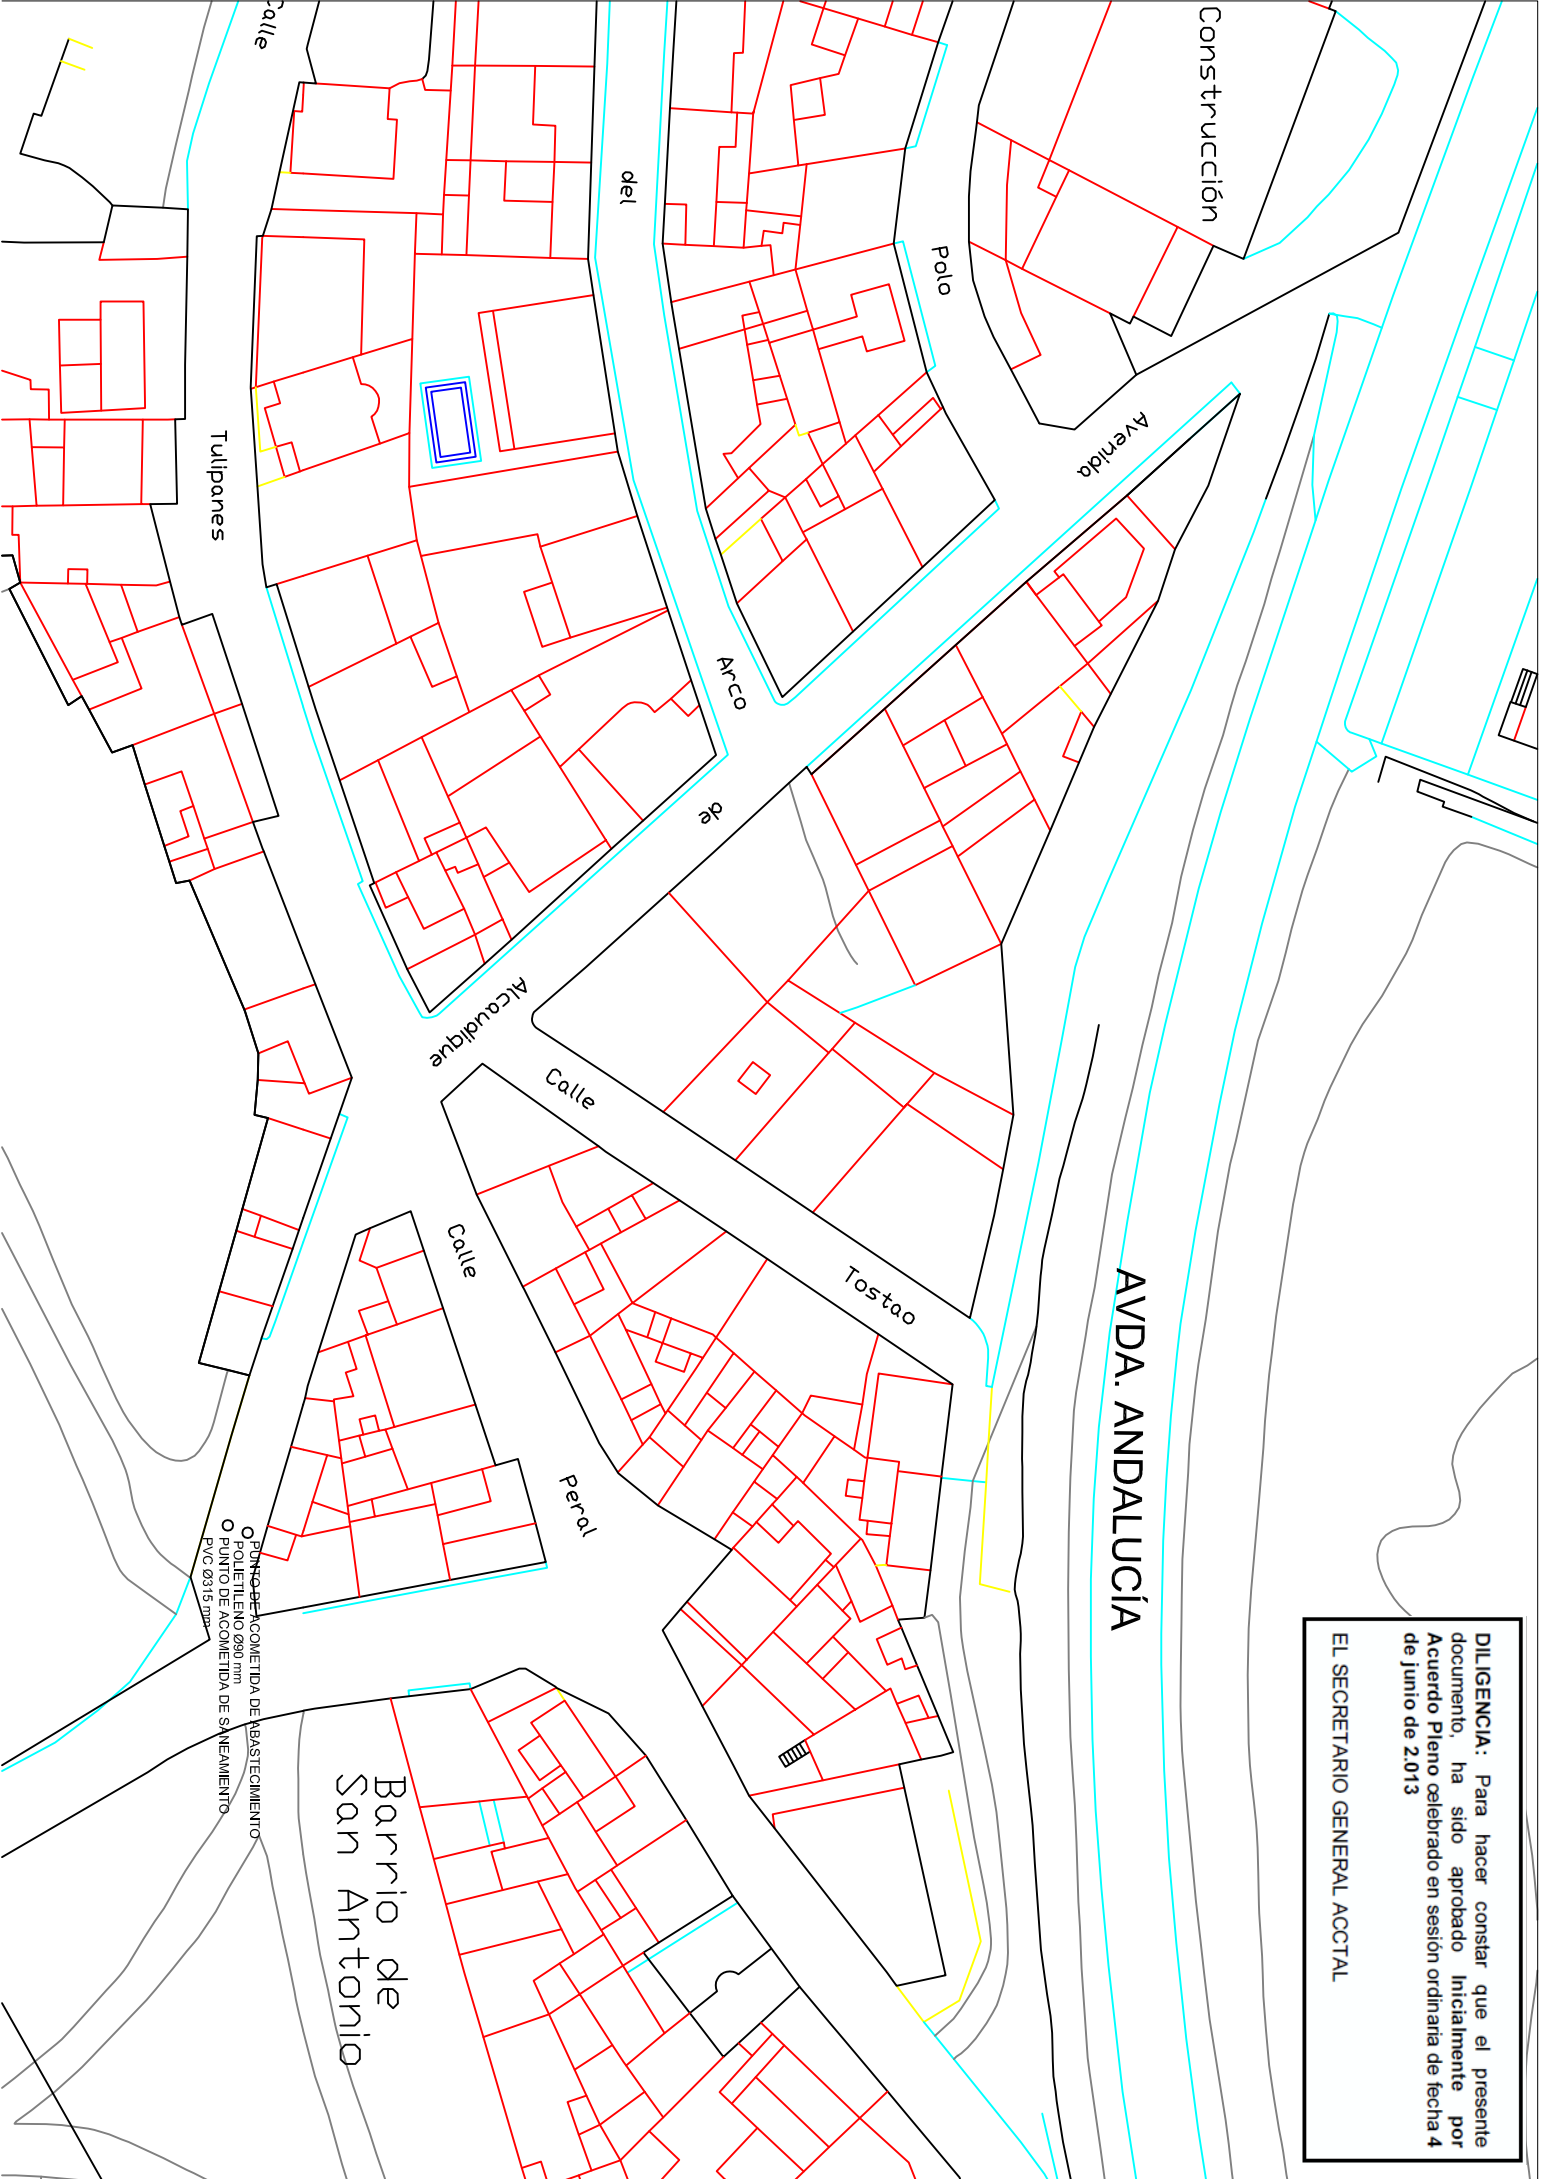 Construcción
Calle
del
Polo
Avenida
Tulipanes
Arco
de
Alcaudique
Calle
Tostao
Calle
Peral
AVDA. ANDALUCÍA
DILIGENCIA: Para hacer constar que el presente
documento, ha sido aprobado Inicialmente por
Acuerdo Pleno celebrado en sesión ordinaria de fecha 4
de junio de 2.013
EL SECRETARIO GENERAL ACCTAL
PUNTO DE ACOMETIDA DE ABASTECIMIENTO
POLIETILENO Ø90 mm
PUNTO DE ACOMETIDA DE SANEAMIENTO
PVC Ø315 mm
Barrio de
San Antonio